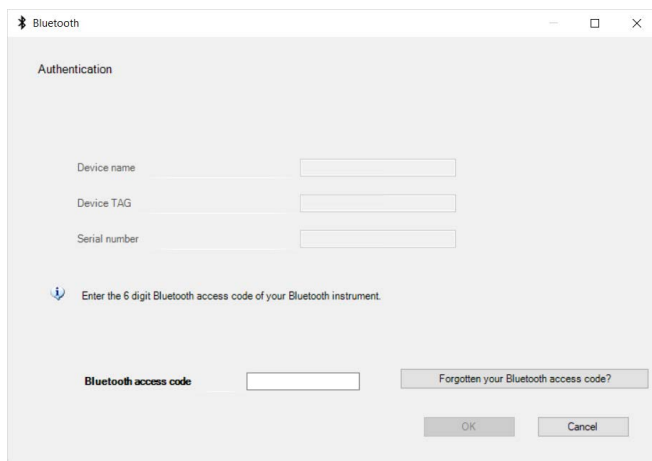 Bluetooth
Authentication
Device name
Device TAG
Serial number
Enter the 6 digit Bluetooth access code of your Bluetooth instrument.
Bluetooth access code
Forgotten your Bluetooth access code?
OK
Cancel